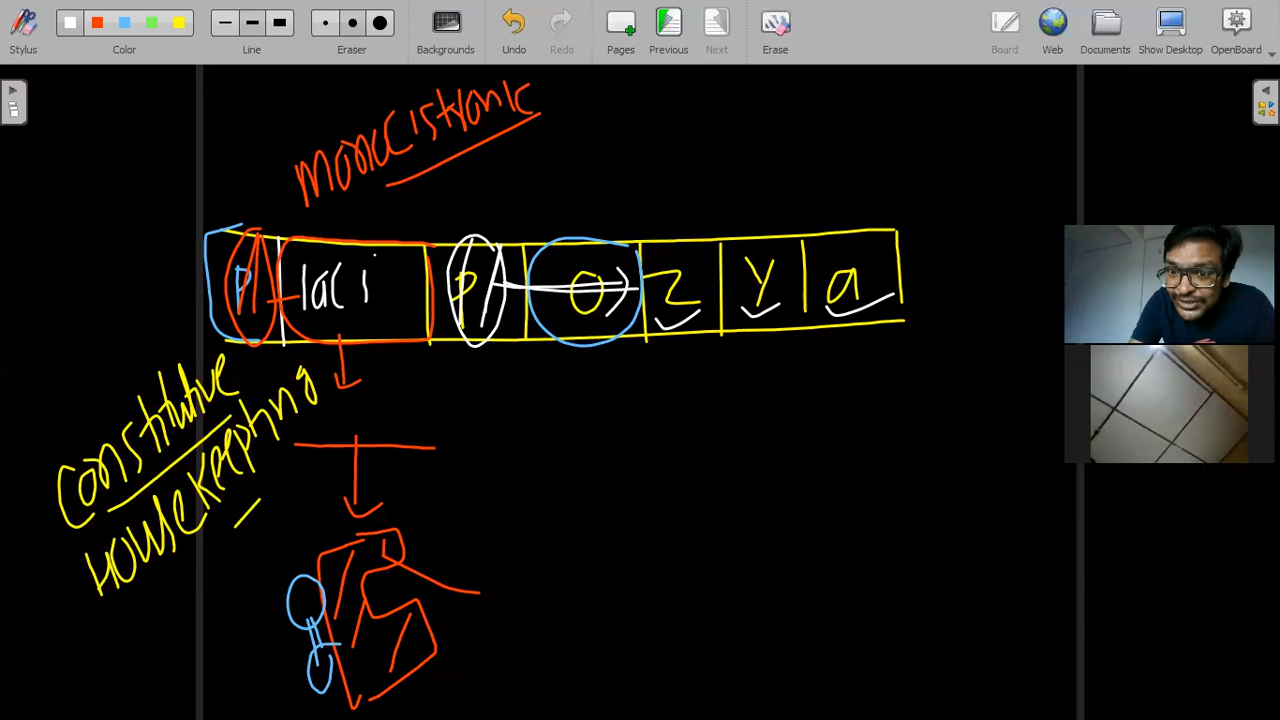 Stylus
Color
Line
Eraser
Backgrounds
Undo
Redo
Pages
Previous
Next
Erase
Board
Web
Documents
Show Desktop
OpenBoard
monocistronic
P lac i P O Z Y a
Constitutive
Housekeeping